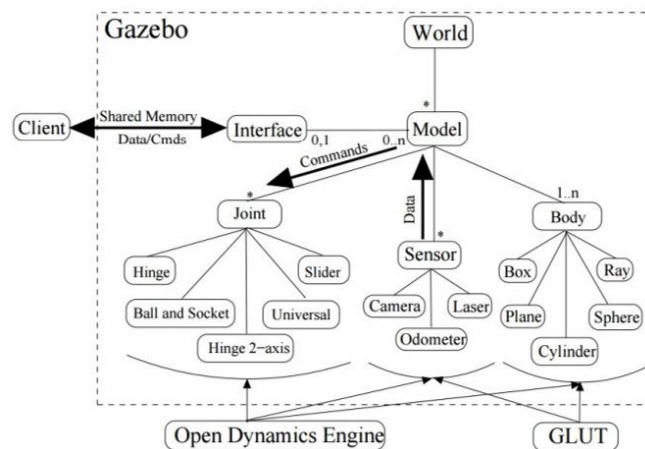 Gazebo
World
*
Shared Memory
Client
Interface
Model
Data/Cmds
0,1
0..n
Commands
Data
*
1..n
Joint
Body
*
Sensor
Hinge
Slider
Box
Ray
Camera
Laser
Ball and Socket
Universal
Plane
Sphere
Odometer
Hinge 2-axis
Cylinder
Open Dynamics Engine
GLUT